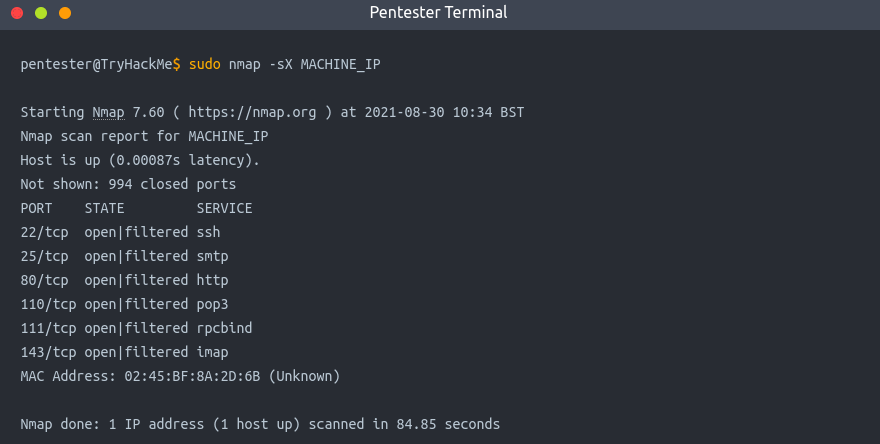 Pentester Terminal
pentester@TryHackMe$ sudo nmap -sX MACHINE_IP
Starting Nmap 7.60 ( https://nmap.org ) at 2021-08-30 10:34 BST
Nmap scan report for MACHINE_IP
Host is up (0.00087s latency).
Not shown: 994 closed ports
PORT    STATE         SERVICE
22/tcp  open|filtered ssh
25/tcp  open|filtered smtp
80/tcp  open|filtered http
110/tcp open|filtered pop3
111/tcp open|filtered rpcbind
143/tcp open|filtered imap
MAC Address: 02:45:BF:8A:2D:6B (Unknown)
Nmap done: 1 IP address (1 host up) scanned in 84.85 seconds